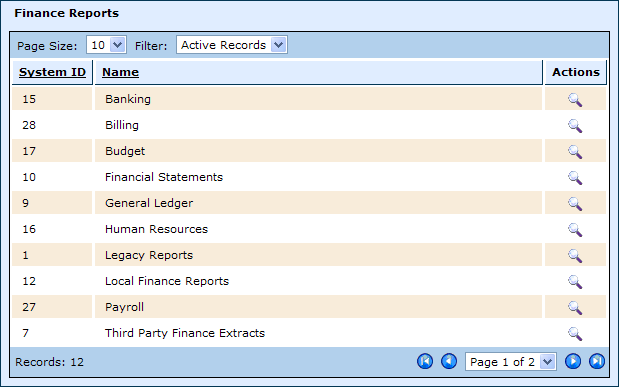 Finance Reports
Page Size: 10 Filter: Active Records
System ID Name Actions
15 Banking
28 Billing
17 Budget
10 Financial Statements
9 General Ledger
16 Human Resources
1 Legacy Reports
12 Local Finance Reports
27 Payroll
7 Third Party Finance Extracts
Records: 12 Page 1 of 2